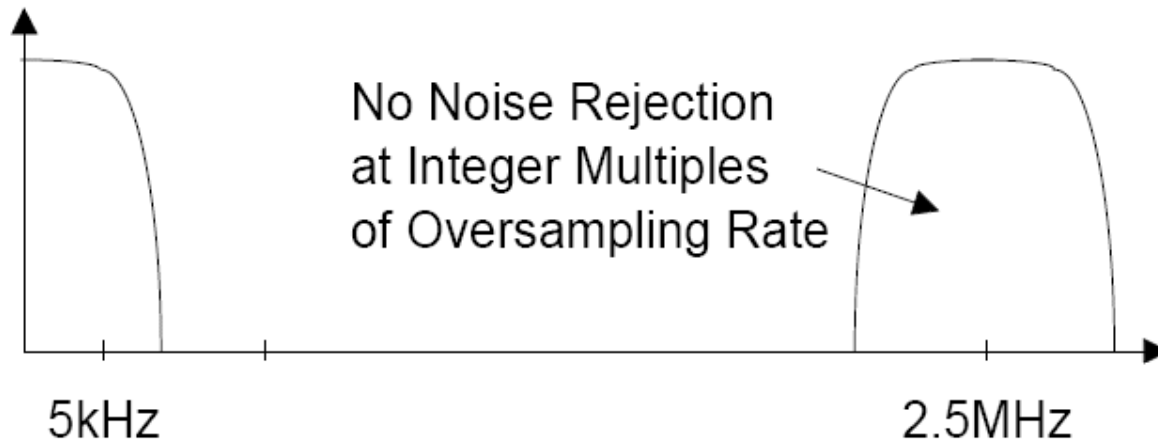 No Noise Rejection
at Integer Multiples
of Oversampling Rate
5kHz
2.5MHz